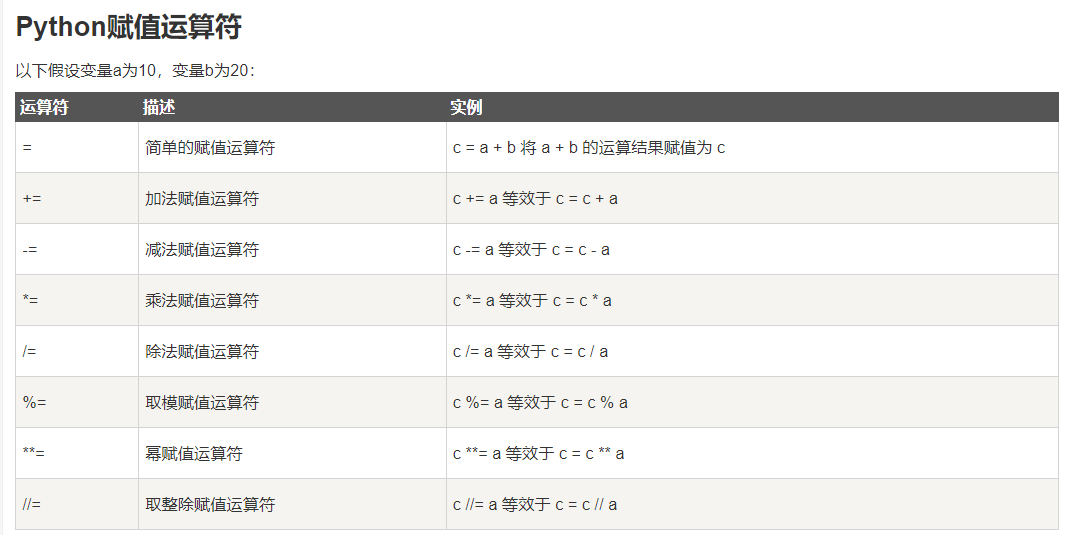 Python赋值运算符
以下假设变量a为10，变量b为20：
运算符 描述 实例
= 简单的赋值运算符 c = a + b 将 a + b 的运算结果赋值为 c
+= 加法赋值运算符 c += a 等效于 c = c + a
-= 减法赋值运算符 c -= a 等效于 c = c - a
*= 乘法赋值运算符 c *= a 等效于 c = c * a
/= 除法赋值运算符 c /= a 等效于 c = c / a
%= 取模赋值运算符 c %= a 等效于 c = c % a
**= 幂赋值运算符 c **= a 等效于 c = c ** a
//= 取整除赋值运算符 c //= a 等效于 c = c // a